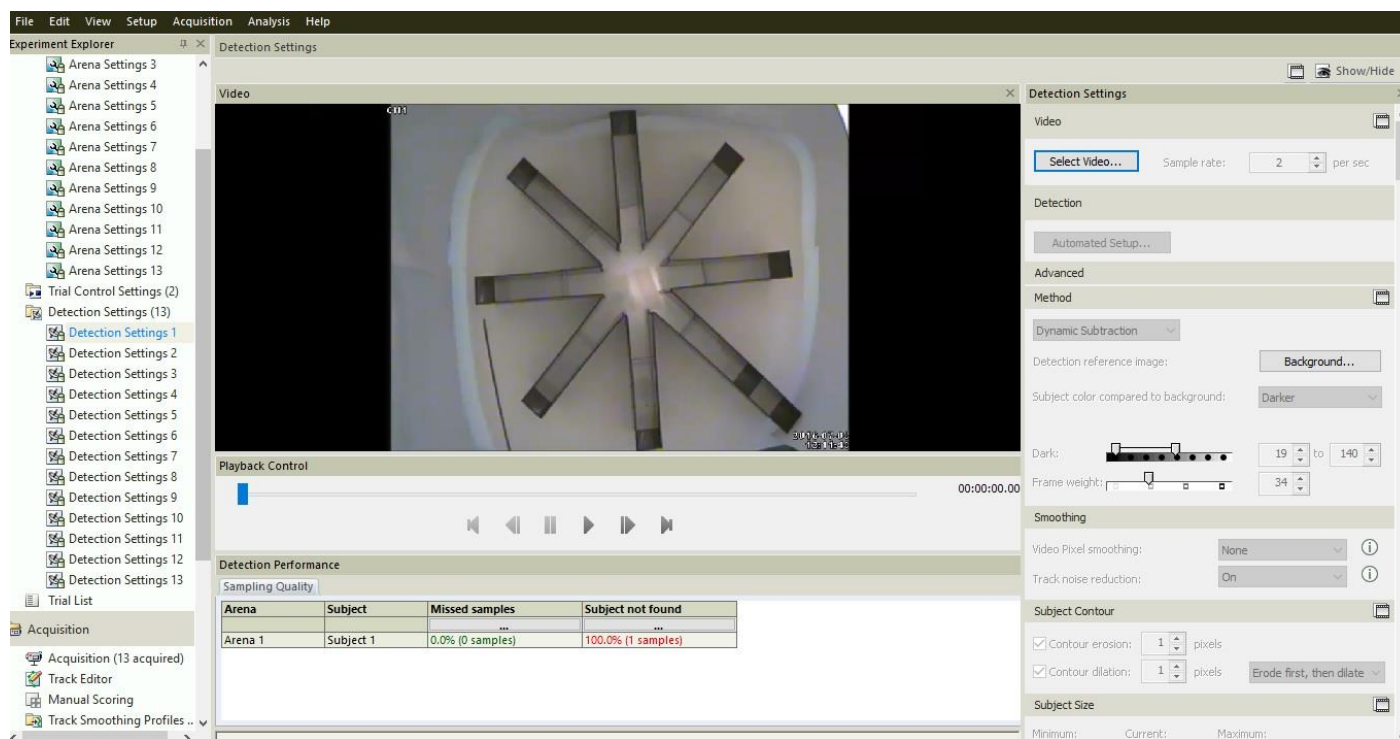 File Edit View Setup Acquisition Analysis Help
Experiment Explorer
Arena Settings 3
Arena Settings 4
Arena Settings 5
Arena Settings 6
Arena Settings 7
Arena Settings 8
Arena Settings 9
Arena Settings 10
Arena Settings 11
Arena Settings 12
Arena Settings 13
Trial Control Settings (2)
Detection Settings (13)
Detection Settings 1
Detection Settings 2
Detection Settings 3
Detection Settings 4
Detection Settings 5
Detection Settings 6
Detection Settings 7
Detection Settings 8
Detection Settings 9
Detection Settings 10
Detection Settings 11
Detection Settings 12
Detection Settings 13
Trial List
Acquisition
Acquisition (13 acquired)
Track Editor
Manual Scoring
Track Smoothing Profiles ..
Detection Settings
Show/Hide
Video
Playback Control
00:00:00.00
Detection Performance
Sampling Quality
Arena Subject Missed samples Subject not found
... ...
Arena 1 Subject 1 0.0% (0 samples) 100.0% (1 samples)
Detection Settings
Video
Select Video... Sample rate: 2 per sec
Detection
Automated Setup...
Advanced
Method
Dynamic Subtraction
Detection reference image: Background...
Subject color compared to background: Darker
Dark: 19 to 140
Frame weight: 34
Smoothing
Video Pixel smoothing: None
Track noise reduction: On
Subject Contour
Contour erosion: 1 pixels
Contour dilation: 1 pixels Erode first, then dilate
Subject Size
Minimum: Current: Maximum: